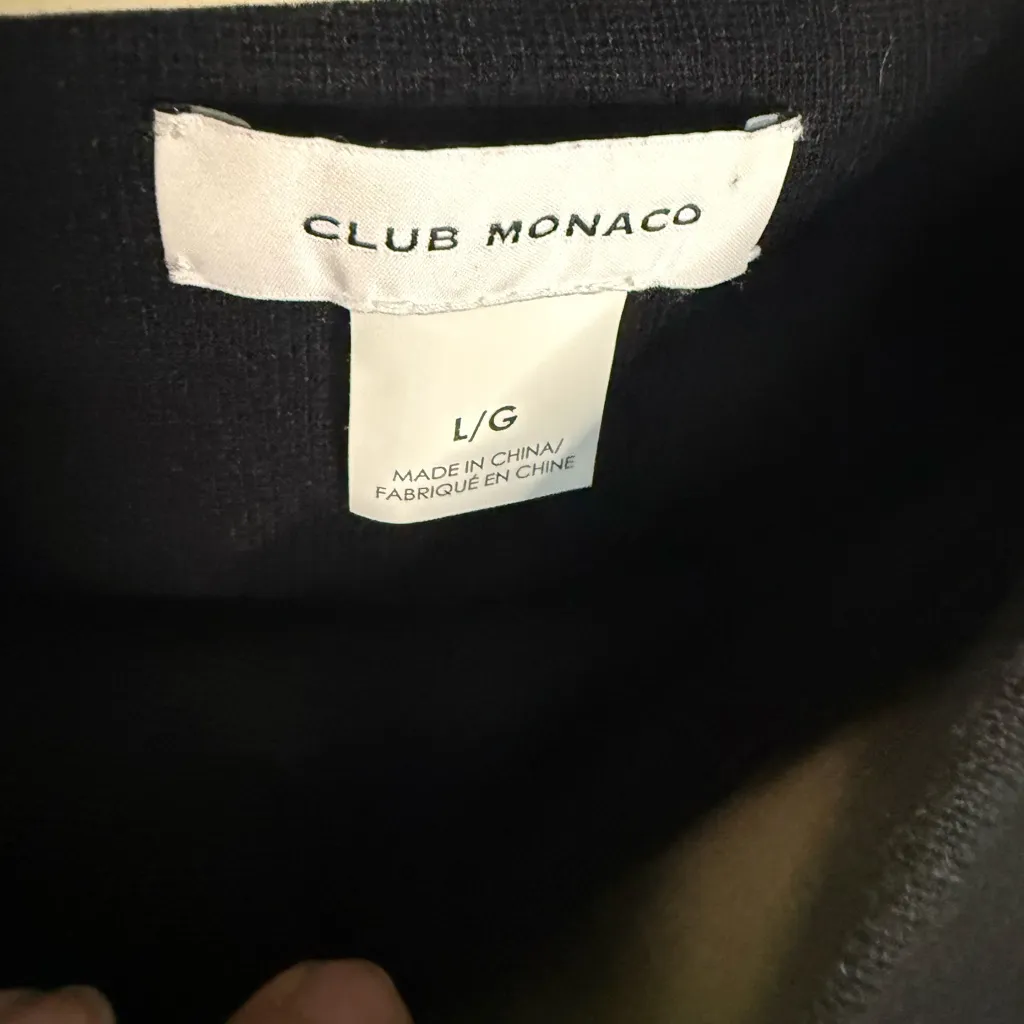 CLUB MONACO
L/G
MADE IN CHINA/
FABRIQUÉ EN CHINE